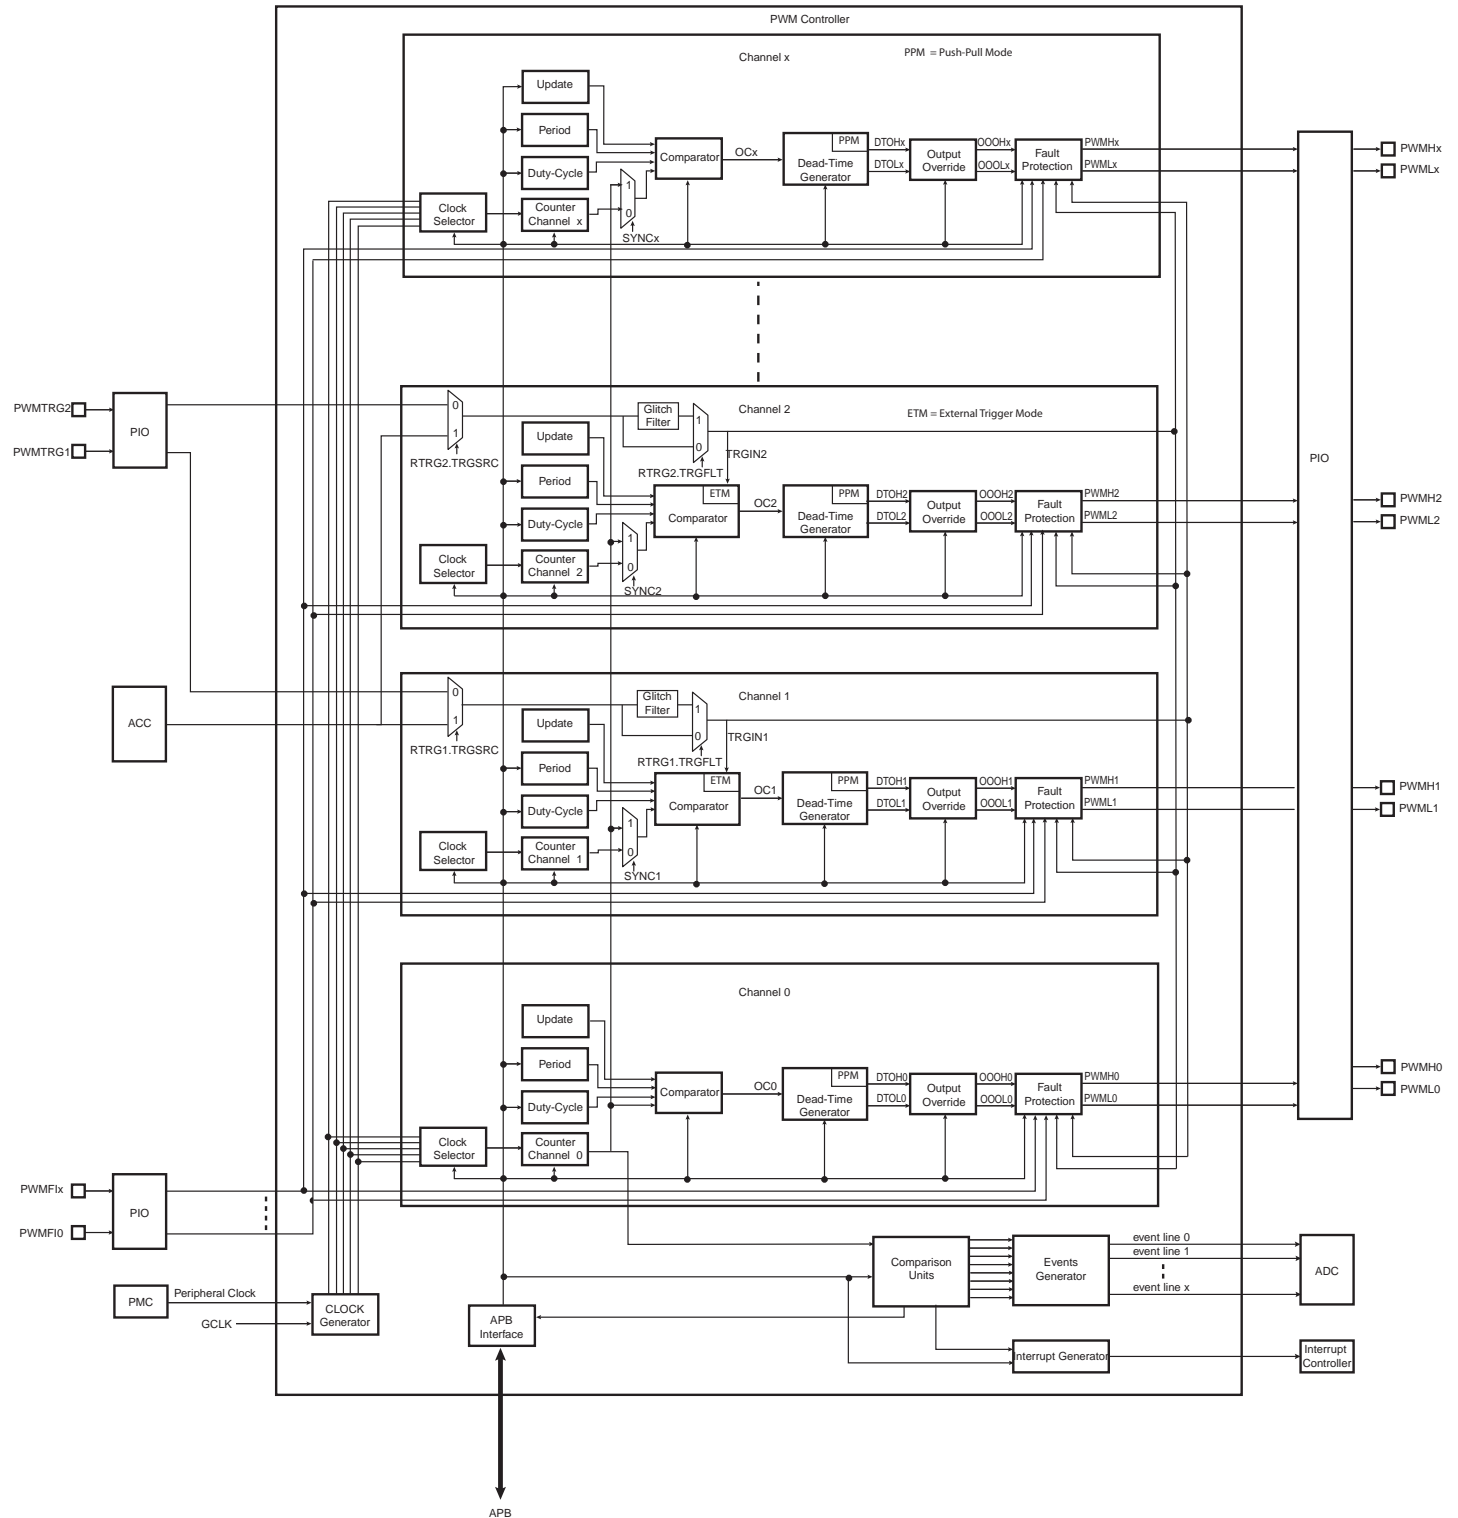 PWM Controller
Channel x
PPM = Push-Pull Mode
Update
Period
Duty-Cycle
Clock
Selector
Counter
Channel x
1
0
SYNCx
Comparator
OCx
PPM
Dead-Time
Generator
DTOHx
DTOLx
Output
Override
OOOHx
OOOLx
Fault
Protection
PWMHx
PWMLx
PIO
PWMHx
PWMLx
PWMTRG2
PWMTRG1
PIO
0
1
RTRG2.TRGSRC
Glitch
Filter
1
0
RTRG2.TRGFLT
Channel 2
ETM = External Trigger Mode
TRGIN2
Update
Period
Duty-Cycle
Clock
Selector
Counter
Channel 2
1
0
SYNC2
ETM
Comparator
OC2
PPM
Dead-Time
Generator
DTOH2
DTOL2
Output
Override
OOOH2
OOOL2
Fault
Protection
PWMH2
PWML2
PWMH2
PWML2
ACC
0
1
RTRG1.TRGSRC
Glitch
Filter
1
0
RTRG1.TRGFLT
Channel 1
TRGIN1
Update
Period
Duty-Cycle
Clock
Selector
Counter
Channel 1
1
0
SYNC1
ETM
Comparator
OC1
PPM
Dead-Time
Generator
DTOH1
DTOL1
Output
Override
OOOH1
OOOL1
Fault
Protection
PWMH1
PWML1
PWMH1
PWML1
Channel 0
Update
Period
Duty-Cycle
Clock
Selector
Counter
Channel 0
Comparator
OC0
PPM
Dead-Time
Generator
DTOH0
DTOL0
Output
Override
OOOH0
OOOL0
Fault
Protection
PWMH0
PWML0
PWMH0
PWML0
PWMFIx
PWMFI0
PIO
PMC
Peripheral Clock
GCLK
CLOCK
Generator
APB
Interface
Comparison
Units
Events
Generator
event line 0
event line 1
event line x
ADC
Interrupt Generator
Interrupt
Controller
APB